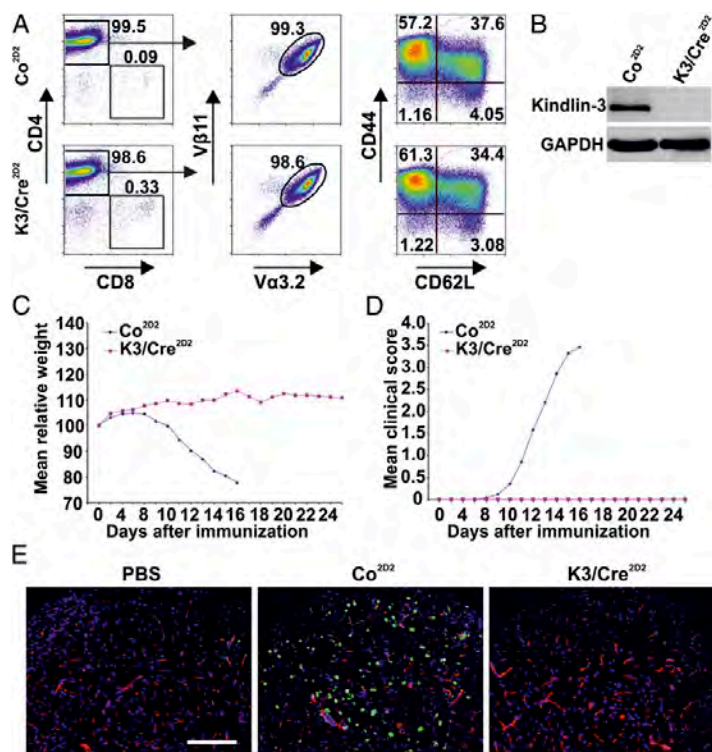 A
Co2D2
K3/Cre2D2
CD4
99.5
0.09
98.6
0.33
CD8
Vβ11
99.3
98.6
Vα3.2
CD44
57.2 37.6
1.16 4.05
61.3 34.4
1.22 3.08
CD62L
B
Co2D2
K3/Cre2D2
Kindlin-3
GAPDH
C
Co2D2
K3/Cre2D2
Mean relative weight
140
130
120
110
100
90
80
70
0 4 6 8 10 12 14 16 18 20 22 24
Days after immunization
D
Co2D2
K3/Cre2D2
Mean clinical score
4.0
3.5
3.0
2.5
2.0
1.5
1.0
0.5
0
0 4 6 8 10 12 14 16 18 20 22 24
Days after immunization
E
PBS
Co2D2
K3/Cre2D2